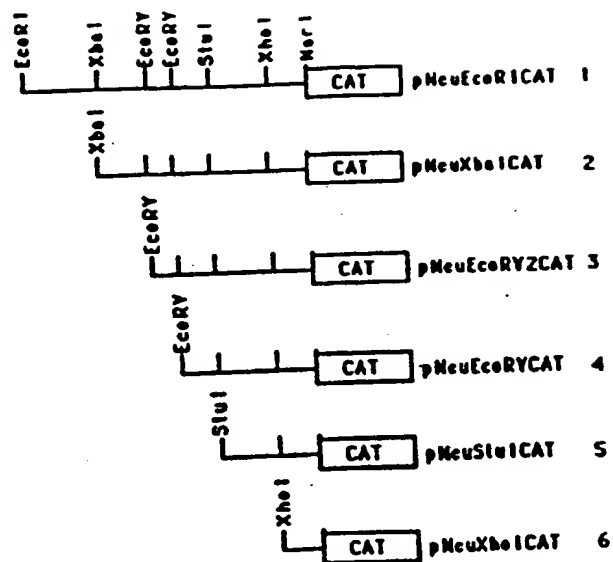 EcoRI XbaI EcoRV EcoRV StuI XhoI NarI
CAT pNeuEcoR1CAT 1
XbaI
CAT pNeuXbaICAT 2
EcoRV
CAT pNeuEcoRV2CAT 3
EcoRV
CAT pNeuEcoRVCAT 4
StuI
CAT pNeuStuICAT 5
XhoI
CAT pNeuXhoICAT 6